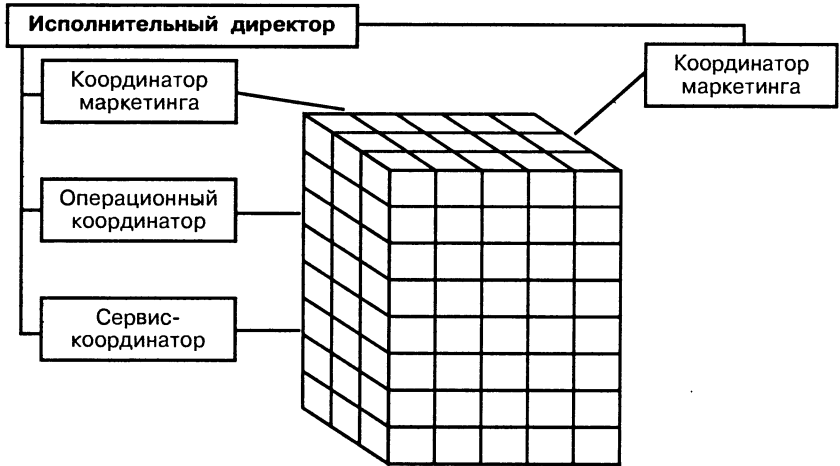 Исполнительный директор
Координатор
маркетинга
Координатор
маркетинга
Операционный
координатор
Сервис-
координатор